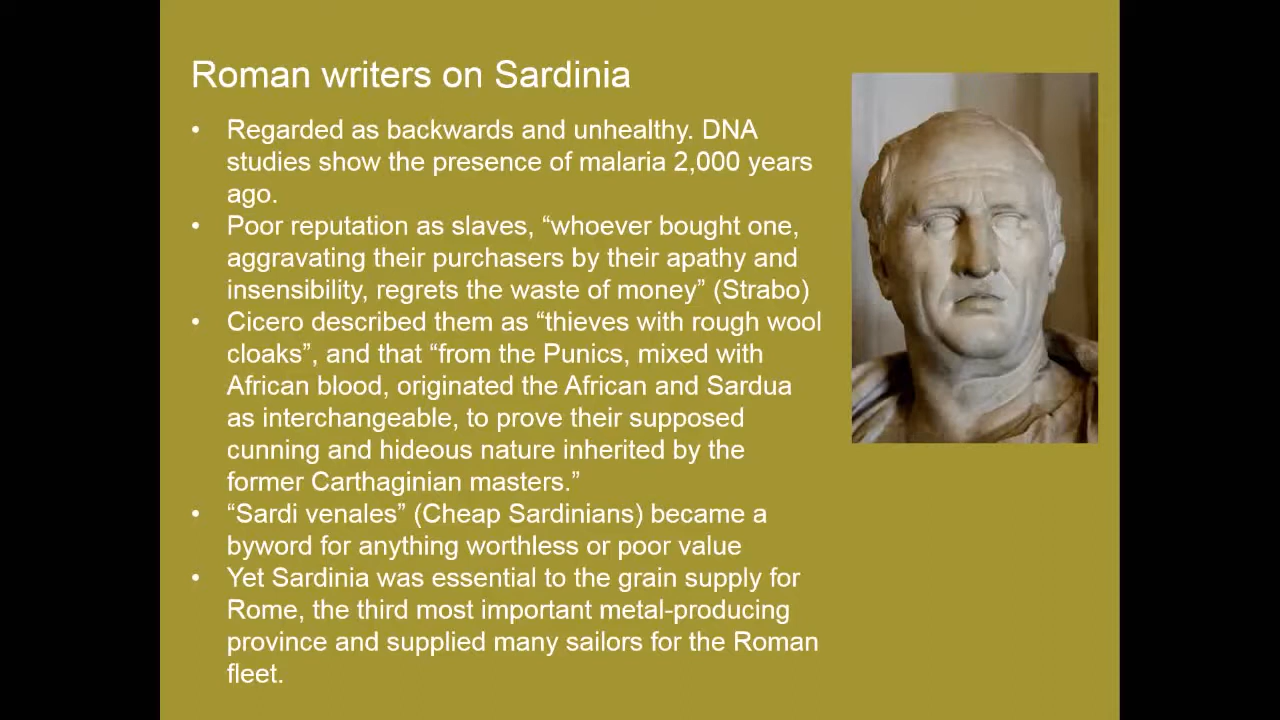 Roman writers on Sardinia
• Regarded as backwards and unhealthy. DNA
studies show the presence of malaria 2,000 years
ago.
• Poor reputation as slaves, “whoever bought one,
aggravating their purchasers by their apathy and
insensibility, regrets the waste of money” (Strabo)
• Cicero described them as “thieves with rough wool
cloaks”, and that “from the Punics, mixed with
African blood, originated the African and Sardua
as interchangeable, to prove their supposed
cunning and hideous nature inherited by the
former Carthaginian masters.”
• “Sardi venales” (Cheap Sardinians) became a
byword for anything worthless or poor value
• Yet Sardinia was essential to the grain supply for
Rome, the third most important metal-producing
province and supplied many sailors for the Roman
fleet.